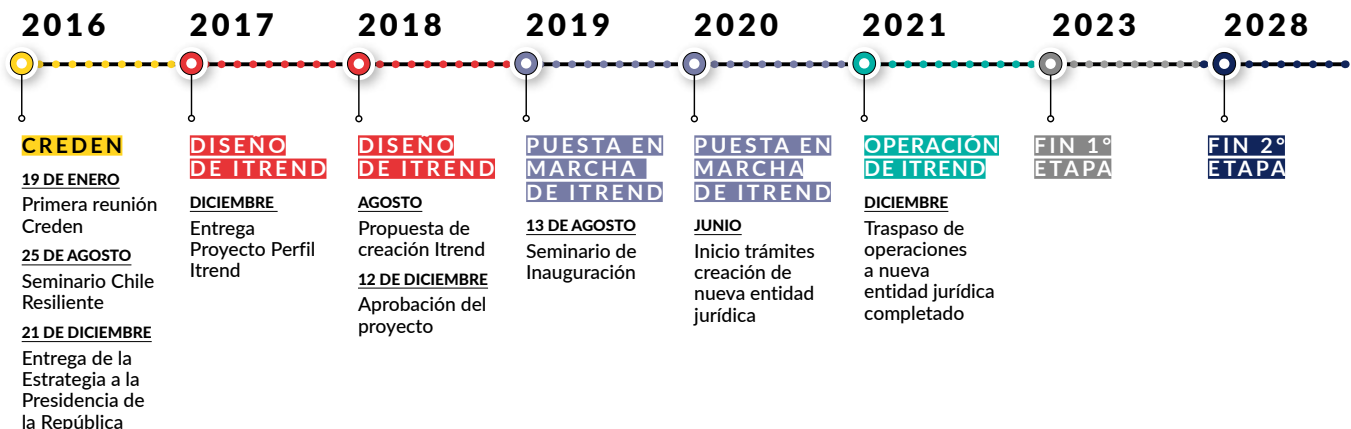 2016
CREDEN
19 DE ENERO
Primera reunión
Creden
25 DE AGOSTO
Seminario Chile
Resiliente
21 DE DICIEMBRE
Entrega de la
Estrategia a la
Presidencia de
la República
2017
DISEÑO
DE ITREND
DICIEMBRE
Entrega
Proyecto Perfil
Itrend
2018
DISEÑO
DE ITREND
AGOSTO
Propuesta de
creación Itrend
12 DE DICIEMBRE
Aprobación del
proyecto
2019
PUESTA EN
MARCHA
DE ITREND
13 DE AGOSTO
Seminario de
Inauguración
2020
PUESTA EN
MARCHA
DE ITREND
JUNIO
Inicio trámites
creación de
nueva entidad
jurídica
2021
OPERACIÓN
DE ITREND
DICIEMBRE
Traspaso de
operaciones
a nueva
entidad jurídica
completado
2023
FIN 1°
ETAPA
2028
FIN 2°
ETAPA